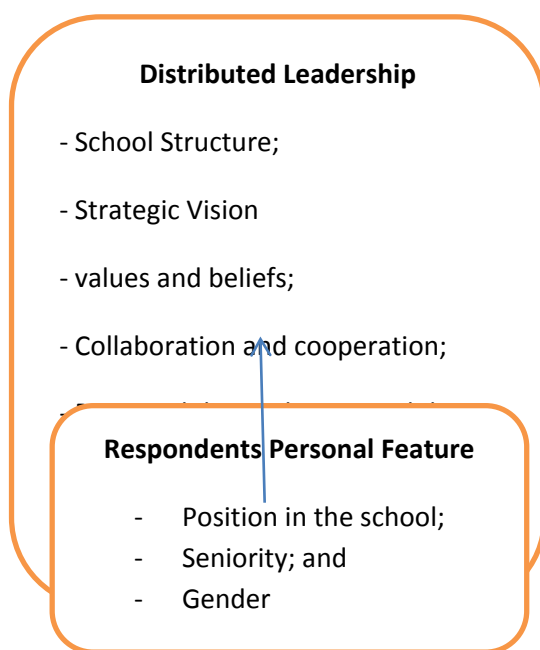 Distributed Leadership
- School Structure;
- Strategic Vision
- values and beliefs;
- Collaboration and cooperation;
-
Respondents Personal Feature
- Position in the school;
- Seniority; and
- Gender